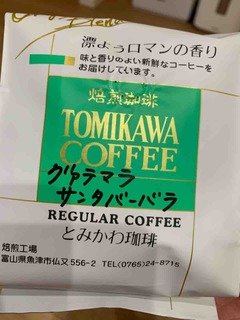 漂ようロマンの香り
味と香りのよい新鮮なコーヒーを
お届けしています。
焙煎珈琲
TOMIKAWA
COFFEE
グアテマラ
サンタバーバラ
REGULAR COFFEE
とみかわ珈琲
焙煎工場
富山県魚津市仏又556-2 TEL(0765)24-8715